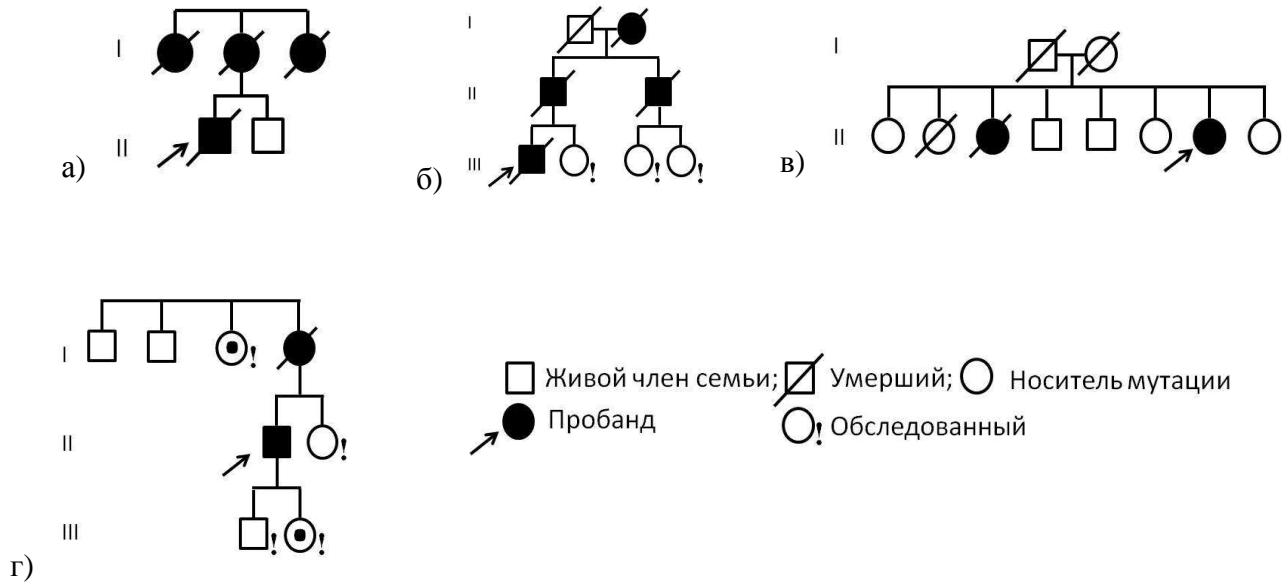 I
II
а)
I
II
III
б)
I
II
в)
I
II
III
г)
! ! !
!
!
! !
Живой член семьи; Умерший; Носитель мутации
Пробанд ! Обследованный